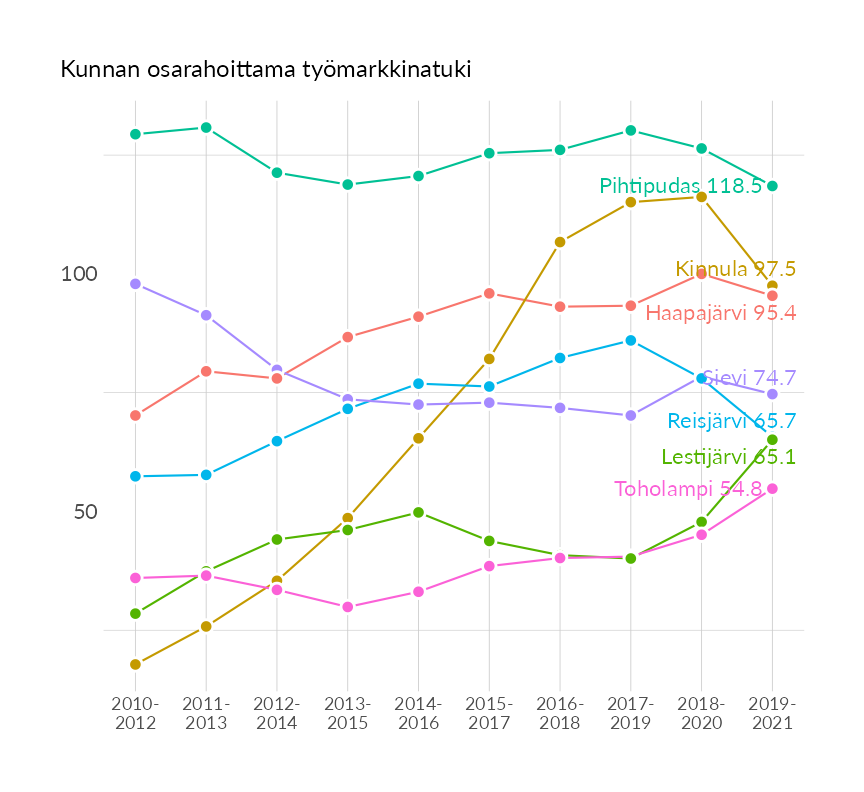 Kunnan osarahoittama työmarkkinatuki
Pihtipudas 118.5
100
Kinnula 97.5
Haapajärvi 95.4
Sievi 74.7
Reisjärvi 65.7
Lestijärvi 65.1
Toholampi 54.8
50
2010- 2011- 2012- 2013- 2014- 2015- 2016- 2017- 2018- 2019-
2012 2013 2014 2015 2016 2017 2018 2019 2020 2021